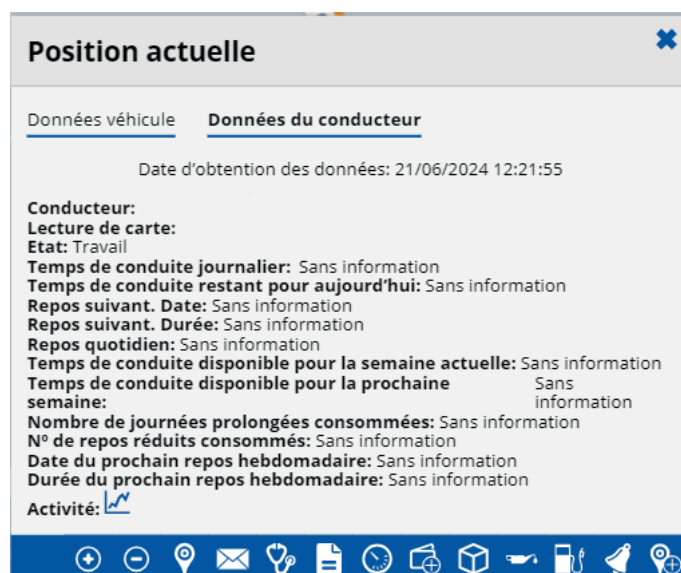 Position actuelle
Données véhicule Données du conducteur
Date d'obtention des données: 21/06/2024 12:21:55
Conducteur:
Lecture de carte:
Etat: Travail
Temps de conduite journalier: Sans information
Temps de conduite restant pour aujourd'hui: Sans information
Repos suivant. Date: Sans information
Repos suivant. Durée: Sans information
Repos quotidien: Sans information
Temps de conduite disponible pour la semaine actuelle: Sans information
Temps de conduite disponible pour la prochaine Sans
semaine: information
Nombre de journées prolongées consommées: Sans information
Nº de repos réduits consommés: Sans information
Date du prochain repos hebdomadaire: Sans information
Durée du prochain repos hebdomadaire: Sans information
Activité: